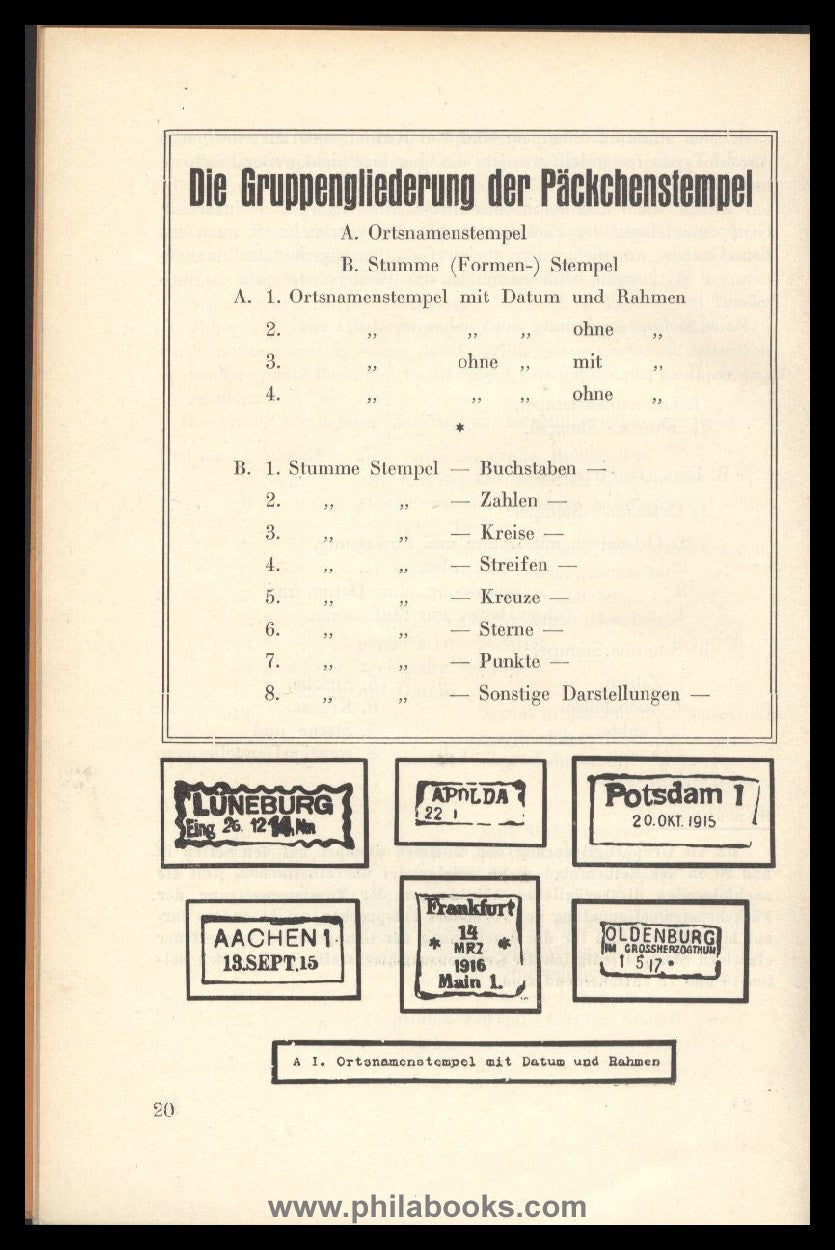 Die Gruppengliederung der Päckchenstempel
A. Ortsnamenstempel
B. Stumme (Formen-) Stempel
A. 1. Ortsnamenstempel mit Datum und Rahmen
2. „ „ „ ohne „
3. „ ohne „ mit „
4. „ „ „ ohne „
*
B. 1. Stumme Stempel — Buchstaben —
2. „ „ — Zahlen —
3. „ „ — Kreise —
4. „ „ — Streifen —
5. „ „ — Kreuze —
6. „ „ — Sterne —
7. „ „ — Punkte —
8. „ „ — Sonstige Darstellungen —
LÜNEBURG
Eing 26. 12
APOLDA
22
Potsdam 1
20.OKT. 1915
AACHEN 1.
13.SEPT.15
Frankfurt
14
* MRZ *
1916
Main 1.
OLDENBURG
IM GROSSHERZOGTHUM
1 5 17 *
A I. Ortsnamenstempel mit Datum und Rahmen
20
www.philabooks.com